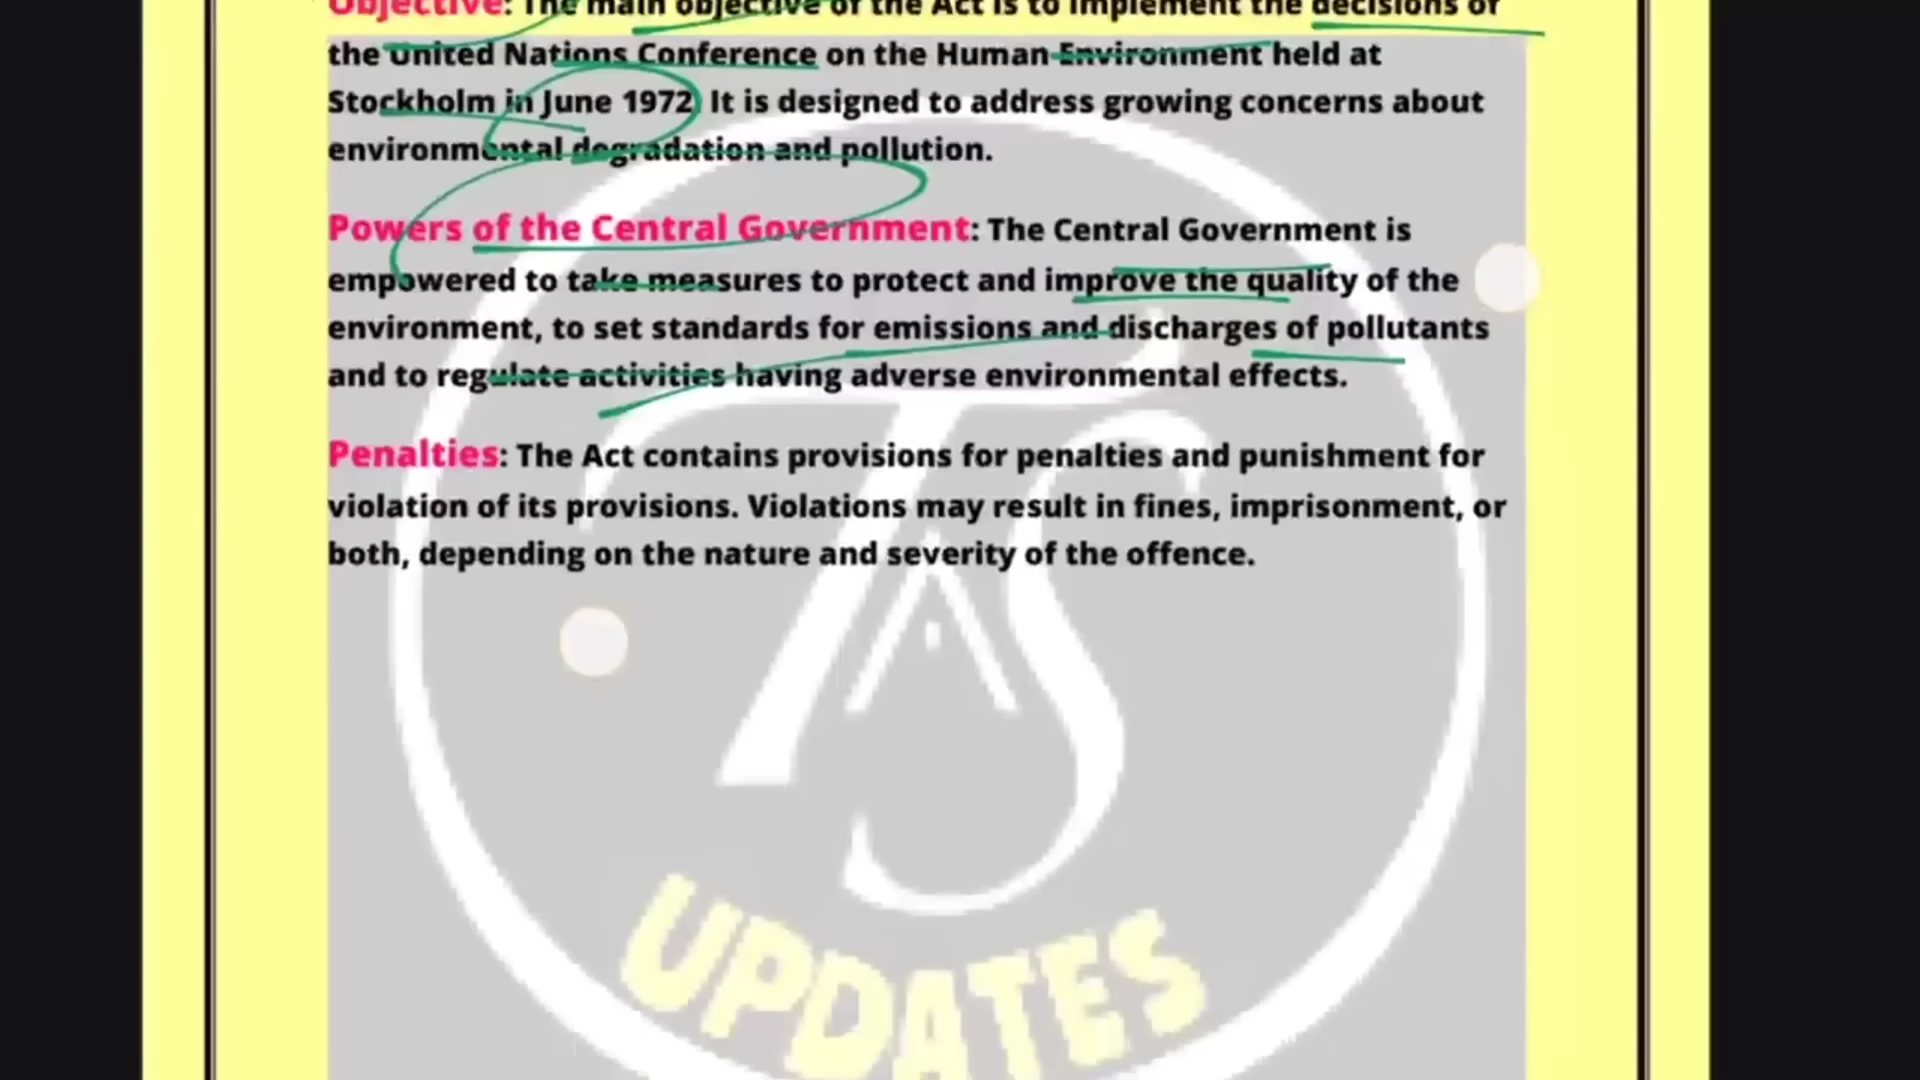 Objective: The main objective of the Act is to implement the decisions of
the United Nations Conference on the Human Environment held at
Stockholm in June 1972. It is designed to address growing concerns about
environmental degradation and pollution.
Powers of the Central Government: The Central Government is
empowered to take measures to protect and improve the quality of the
environment, to set standards for emissions and discharges of pollutants
and to regulate activities having adverse environmental effects.
Penalties: The Act contains provisions for penalties and punishment for
violation of its provisions. Violations may result in fines, imprisonment, or
both, depending on the nature and severity of the offence.
TAS
UPDATES